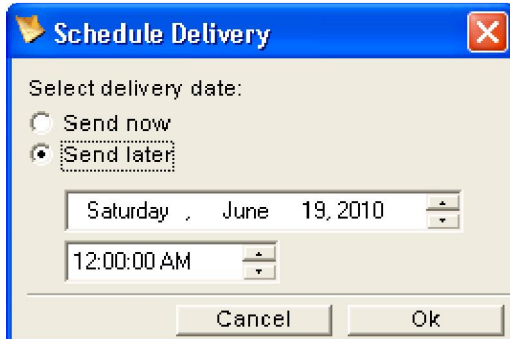 Schedule Delivery
Select delivery date:
Send now
Send later
Saturday , June 19, 2010
12:00:00 AM
Cancel Ok